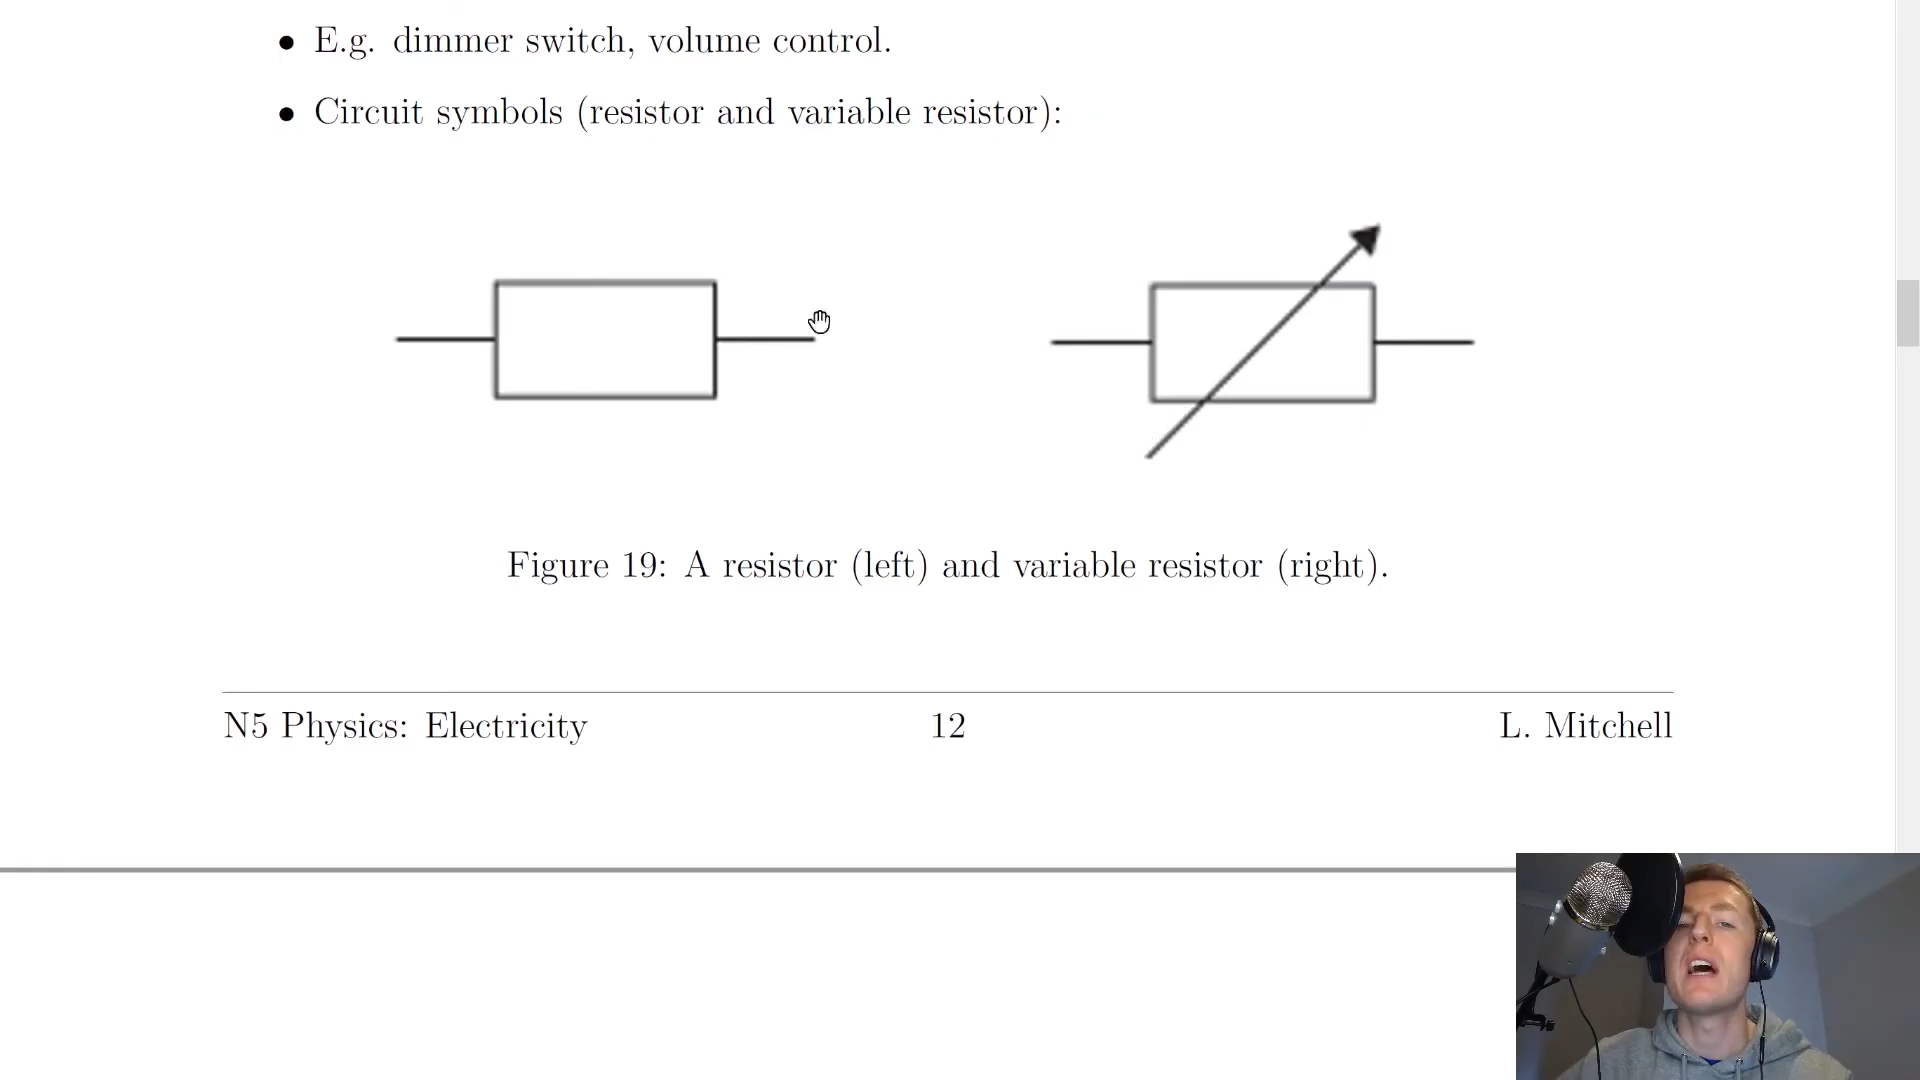 • E.g. dimmer switch, volume control.
• Circuit symbols (resistor and variable resistor):
Figure 19: A resistor (left) and variable resistor (right).
N5 Physics: Electricity 12 L. Mitchell